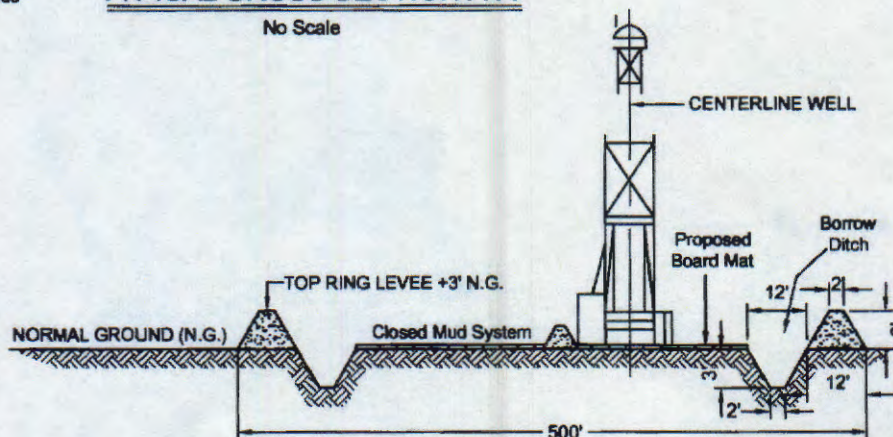 No Scale
CENTERLINE WELL
Borrow
Ditch
Proposed
Board Mat
TOP RING LEVEE +3' N.G.
12'
2'
NORMAL GROUND (N.G.)
Closed Mud System
3'
12'
2'
500'